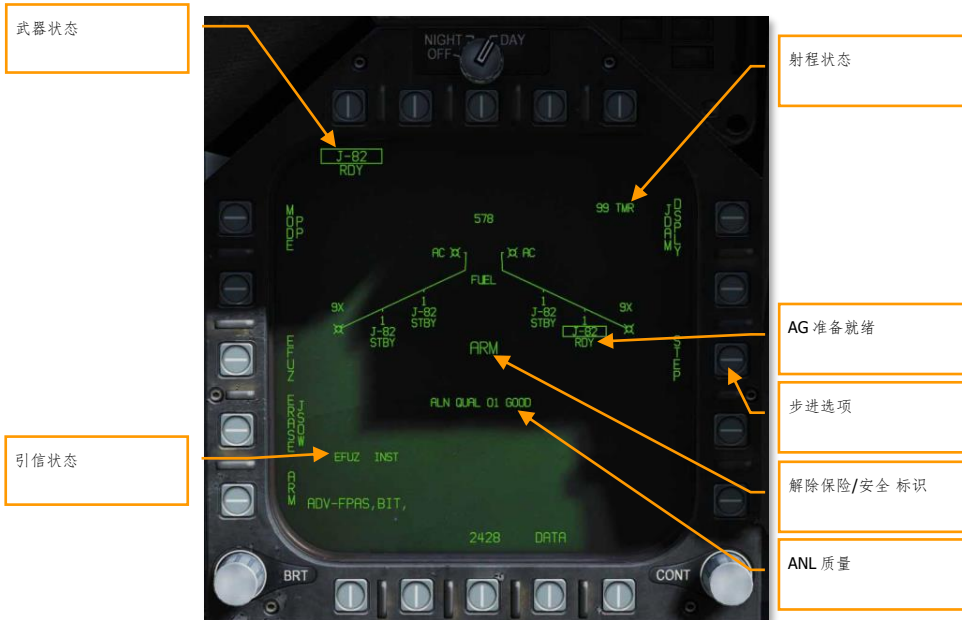 武器状态
射程状态
AG 准备就绪
步进选项
解除保险/安全 标识
ANL 质量
引信状态
NIGHT DAY
OFF
J-82
RDY
MODE
PP
578
99 TMR
JDAM
DSPLY
AC
AC
FUEL
9X
9X
1
J-82
STBY
1
J-82
STBY
1
J-82
STBY
1
J-82
RDY
EFUZ
ARM
STEP
ERASE
JSOW
ALN QUAL 01 GOOD
EFUZ INST
ARM
ADV-FPAS,BIT,
2428 DATA
BRT
CONT